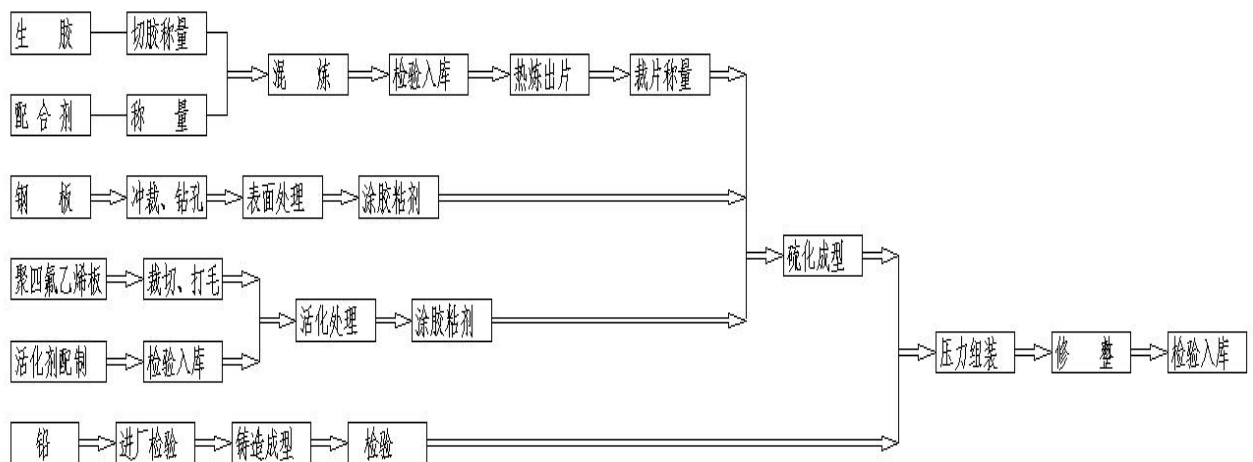 生 胶 切胶称量
混 炼 检验入库 热炼出片 裁片称量
配 合 剂 称 量
钢 板 冲裁、钻孔 表面处理 涂胶粘剂
硫化成型
聚四氟乙烯板 裁切、打毛
活化处理 涂胶粘剂
活化剂配制 检验入库
压力组装 修 整 检验入库
铅 进厂检验 铸造成型 检验